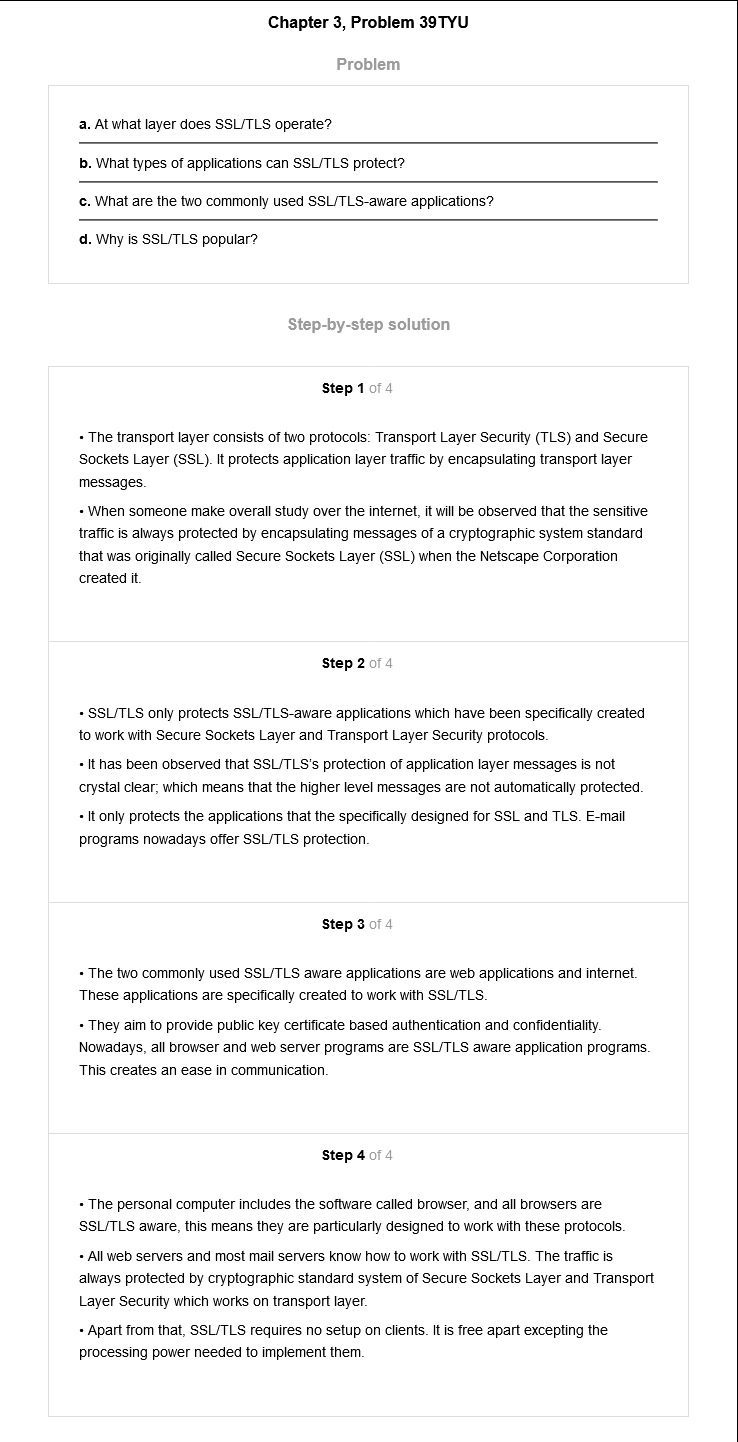 Chapter 3, Problem 39TYU
Problem
a. At what layer does SSL/TLS operate?
b. What types of applications can SSL/TLS protect?
c. What are the two commonly used SSL/TLS-aware applications?
d. Why is SSL/TLS popular?
Step-by-step solution
Step 1 of 4
• The transport layer consists of two protocols: Transport Layer Security (TLS) and Secure
Sockets Layer (SSL). It protects application layer traffic by encapsulating transport layer
messages.
• When someone make overall study over the internet, it will be observed that the sensitive
traffic is always protected by encapsulating messages of a cryptographic system standard
that was originally called Secure Sockets Layer (SSL) when the Netscape Corporation
created it.
Step 2 of 4
• SSL/TLS only protects SSL/TLS-aware applications which have been specifically created
to work with Secure Sockets Layer and Transport Layer Security protocols.
• It has been observed that SSL/TLS's protection of application layer messages is not
crystal clear; which means that the higher level messages are not automatically protected.
• It only protects the applications that the specifically designed for SSL and TLS. E-mail
programs nowadays offer SSL/TLS protection.
Step 3 of 4
• The two commonly used SSL/TLS aware applications are web applications and internet.
These applications are specifically created to work with SSL/TLS.
• They aim to provide public key certificate based authentication and confidentiality.
Nowadays, all browser and web server programs are SSL/TLS aware application programs.
This creates an ease in communication.
Step 4 of 4
• The personal computer includes the software called browser, and all browsers are
SSL/TLS aware, this means they are particularly designed to work with these protocols.
• All web servers and most mail servers know how to work with SSL/TLS. The traffic is
always protected by cryptographic standard system of Secure Sockets Layer and Transport
Layer Security which works on transport layer.
• Apart from that, SSL/TLS requires no setup on clients. It is free apart excepting the
processing power needed to implement them.